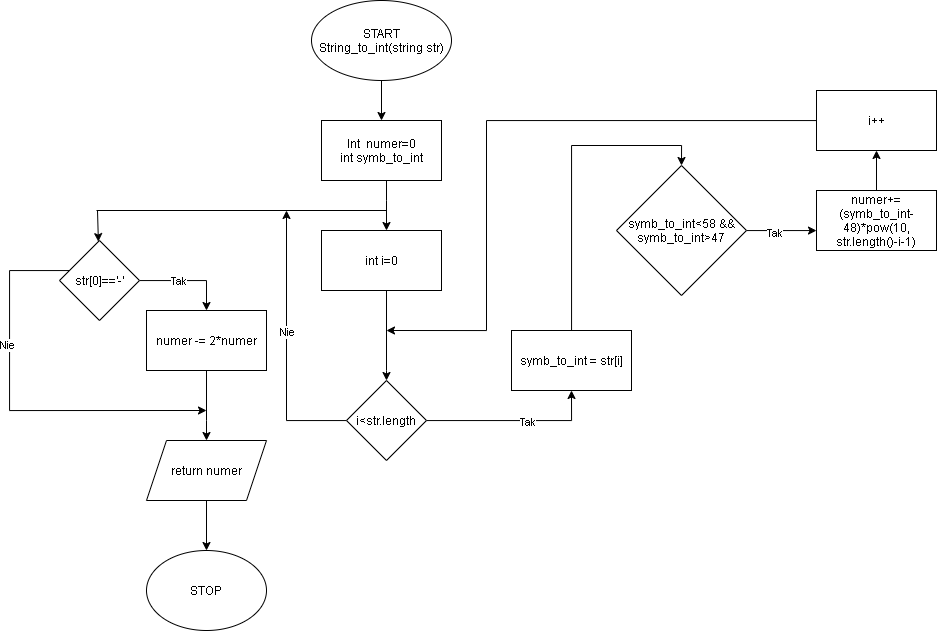 START
String_to_int(string str)
Int numer=0
int symb_to_int
int i=0
i<str.length
Tak
symb_to_int = str[i]
symb_to_int<58 &&
symb_to_int>47
Tak
numer+=
(symb_to_int-
48)*pow(10,
str.length()-i-1)
i++
Nie
str[0]=='-'
Tak
numer -= 2*numer
Nie
return numer
STOP